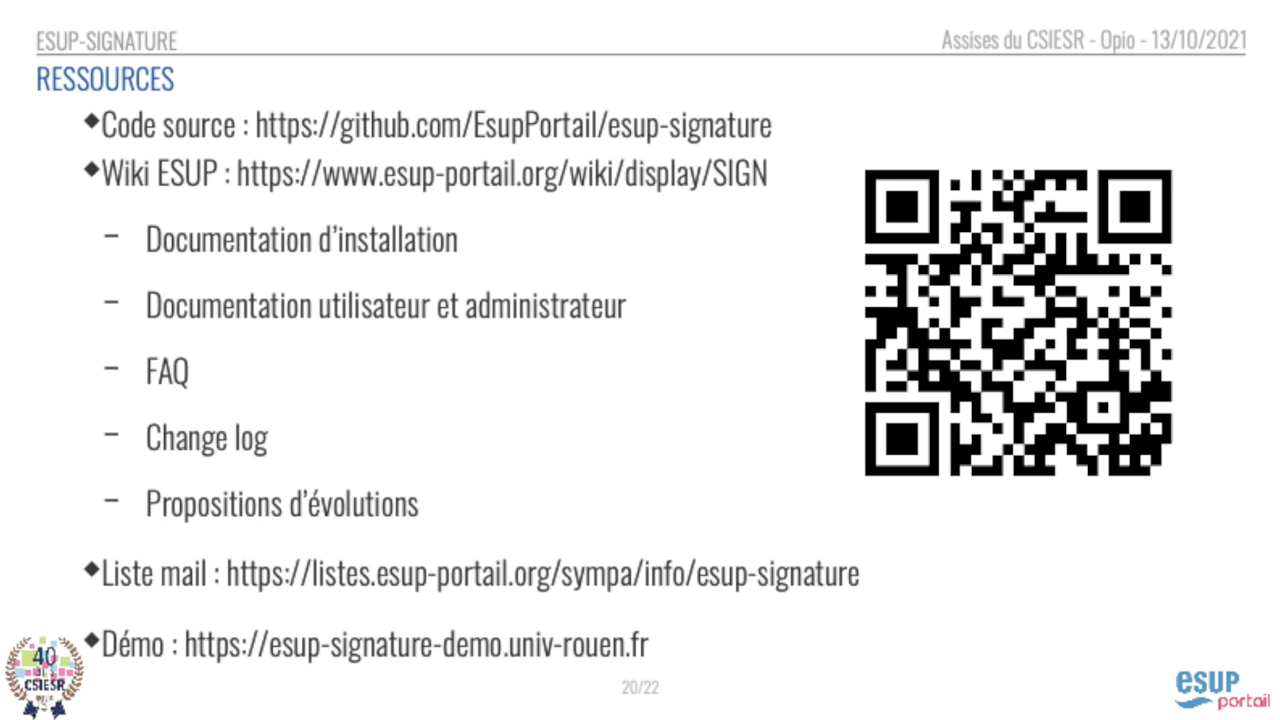 ESUP-SIGNATURE
Assises du CSIESR - Opio - 13/10/2021
RESSOURCES
◆Code source : https://github.com/EsupPortail/esup-signature
◆Wiki ESUP : https://www.esup-portail.org/wiki/display/SIGN
– Documentation d'installation
– Documentation utilisateur et administrateur
– FAQ
– Change log
– Propositions d'évolutions
◆Liste mail : https://listes.esup-portail.org/sympa/info/esup-signature
◆Démo : https://esup-signature-demo.univ-rouen.fr
40
CSIESR
20/22
esup
portail